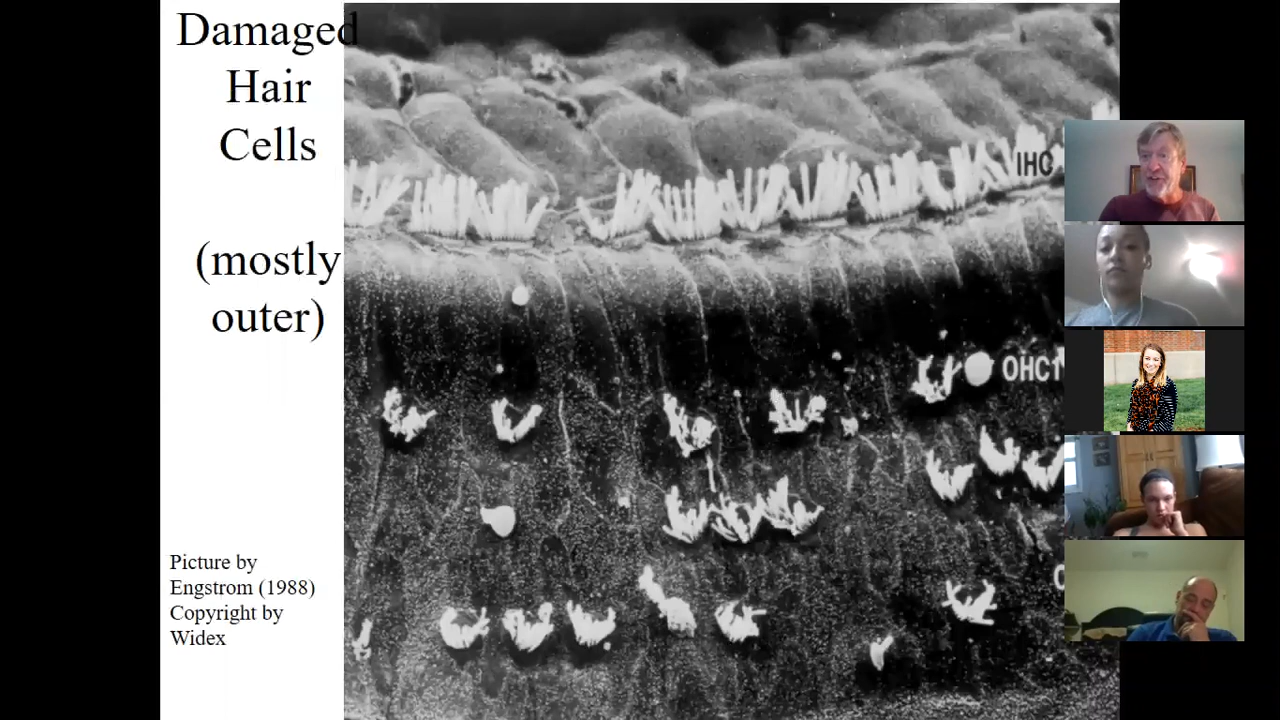 Damaged
Hair
Cells
(mostly
outer)
Picture by
Engstrom (1988)
Copyright by
Widex
IHC
OHC1